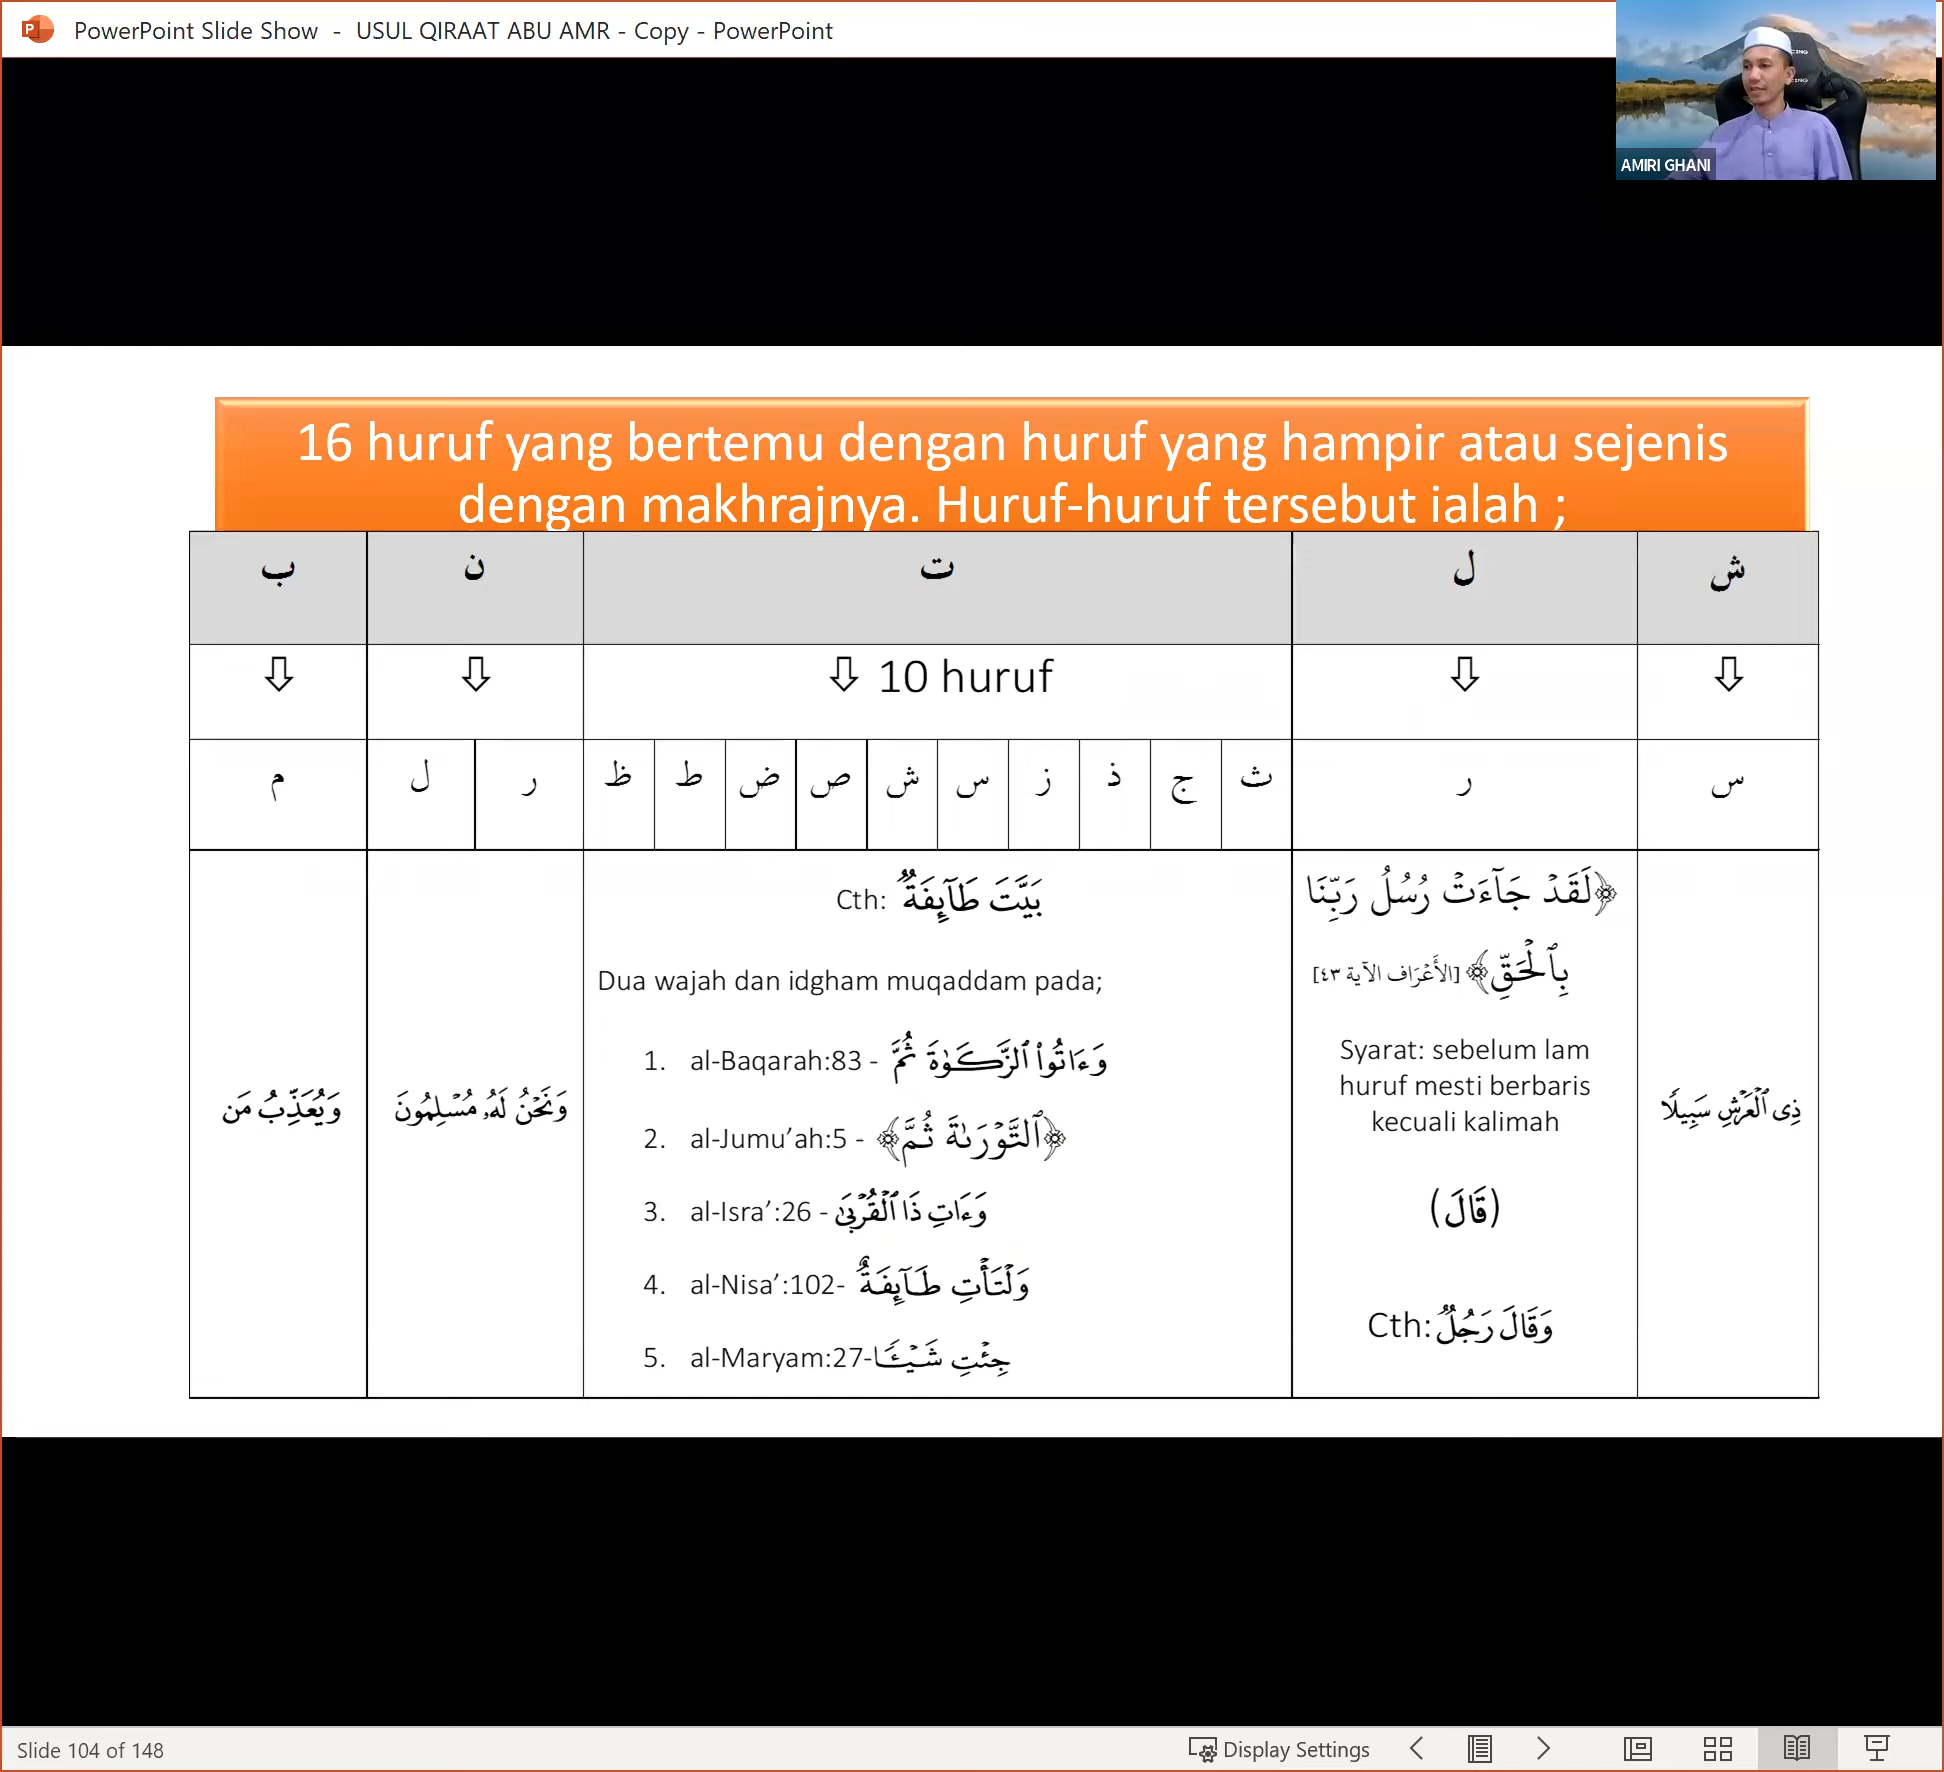 PowerPoint Slide Show - USUL QIRAAT ABU AMR - Copy - PowerPoint
AMIRI GHANI
16 huruf yang bertemu dengan huruf yang hampir atau sejenis
dengan makhrajnya. Huruf-huruf tersebut ialah ;
ش ل ت ن ب
⇩ ⇩ ⇩ 10 huruf ⇩ ⇩
س ر ث ج ذ ز س ش ص ض ط ظ ر ل م
ذِى ٱلْعَرْشِ سَبِيلًا
﴿لَقَدْ جَآءَتْ رُسُلُ رَبِّنَا
بِٱلْحَقِّ﴾ [الأَعْرَاف الآية ٤٣]
Syarat: sebelum lam
huruf mesti berbaris
kecuali kalimah
(قَالَ)
Cth: وَقَالَ رَجُلٌ
Cth: بَيَّتَ طَآئِفَةٌ
Dua wajah dan idgham muqaddam pada;
1. al-Baqarah:83 - وَءَاتُوا۟ ٱلزَّكَوٰةَ ثُمَّ
2. al-Jumu’ah:5 - ﴿ٱلتَّوْرَىٰةَ ثُمَّ﴾
3. al-Isra’:26 - وَءَاتِ ذَا ٱلْقُرْبَىٰ
4. al-Nisa’:102- وَلْتَأْتِ طَآئِفَةٌ
5. al-Maryam:27- جِئْتِ شَيْـًٔا
وَنَحْنُ لَهُۥ مُسْلِمُونَ
وَيُعَذِّبُ مَن
Slide 104 of 148
Display Settings